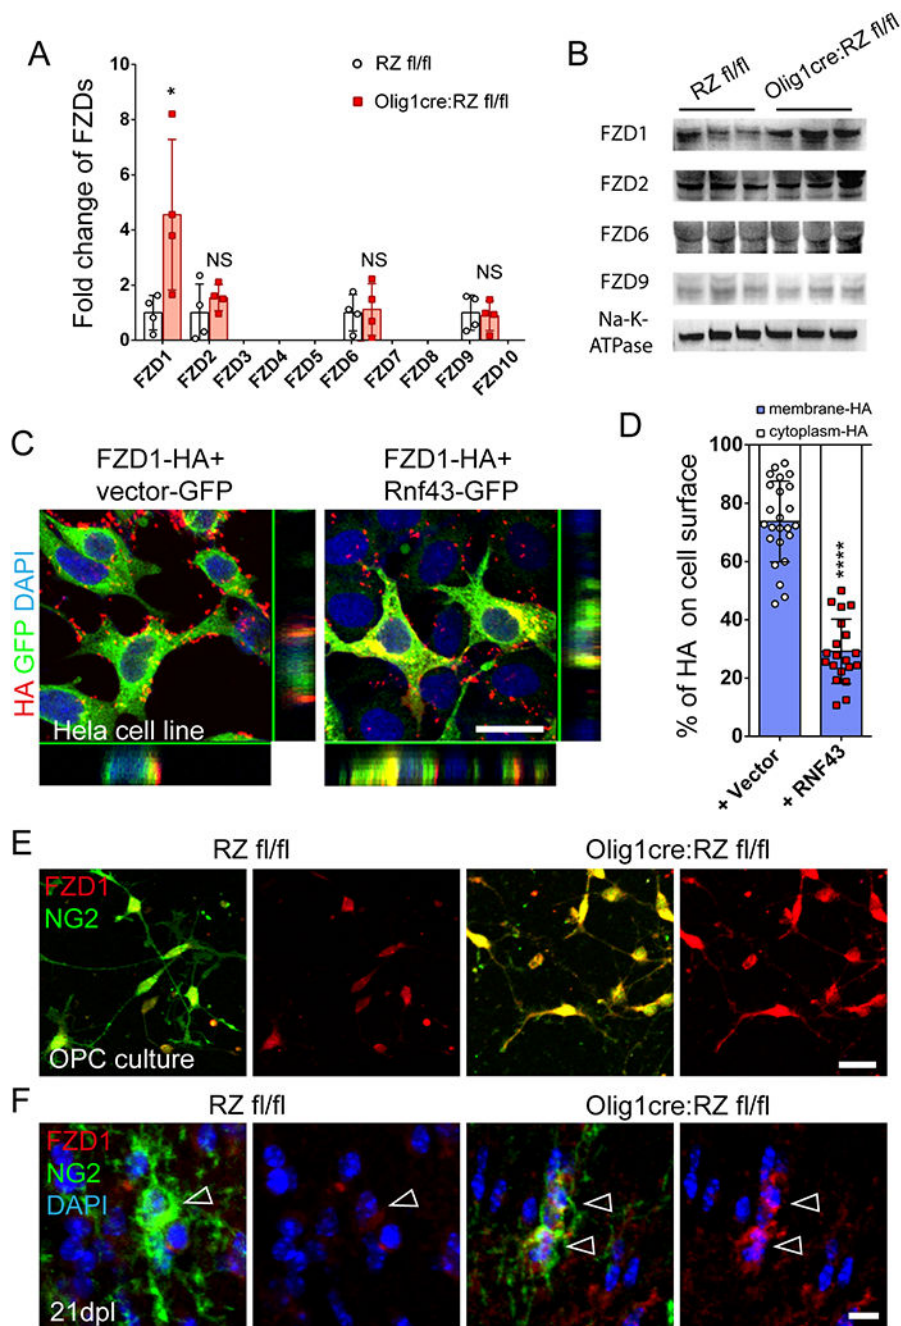 A
Fold change of FZDs
10
8
6
4
2
0
RZ fl/fl
Olig1cre:RZ fl/fl
*
NS
NS
NS
FZD1
FZD2
FZD3
FZD4
FZD5
FZD6
FZD7
FZD8
FZD9
FZD10
B
RZ fl/fl
Olig1cre:RZ fl/fl
FZD1
FZD2
FZD6
FZD9
Na-K-
ATPase
C
FZD1-HA+
vector-GFP
FZD1-HA+
Rnf43-GFP
HA GFP DAPI
Hela cell line
D
membrane-HA
cytoplasm-HA
% of HA on cell surface
100
80
60
40
20
0
****
+ Vector
+ RNF43
E
RZ fl/fl
Olig1cre:RZ fl/fl
FZD1
NG2
OPC culture
F
RZ fl/fl
Olig1cre:RZ fl/fl
FZD1
NG2
DAPI
21dpl